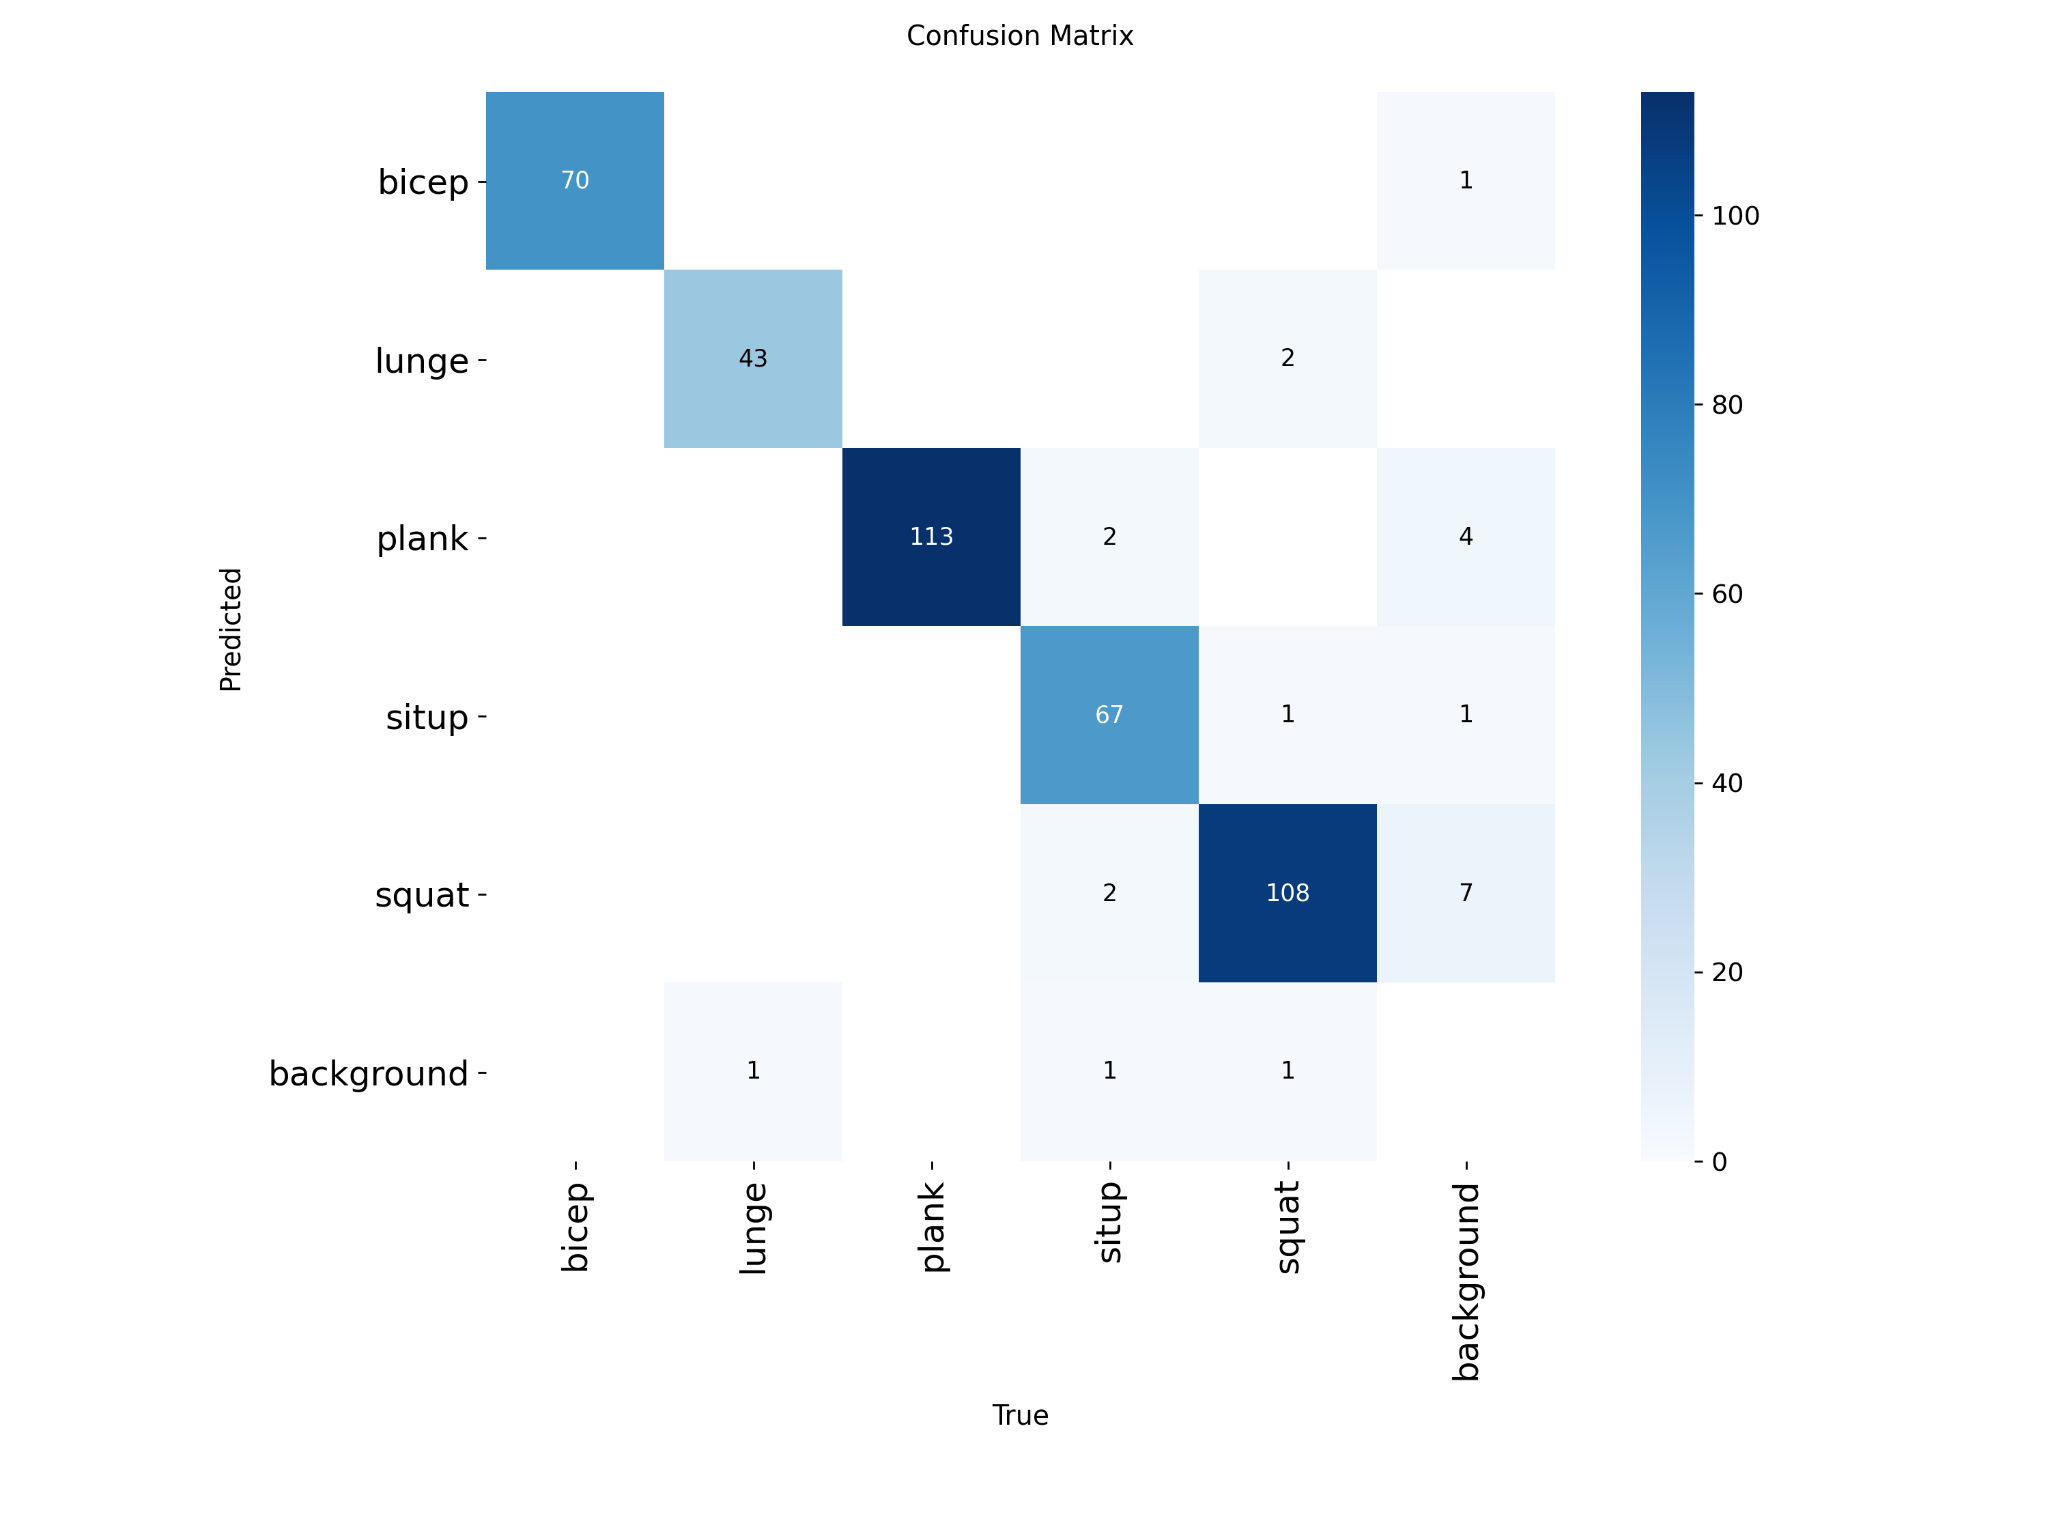 Confusion Matrix
bicep
70
1
lunge
43
2
plank
113
2
4
situp
67
1
1
squat
2
108
7
background
1
1
1
Predicted
bicep
lunge
plank
situp
squat
background
True
100
80
60
40
20
0